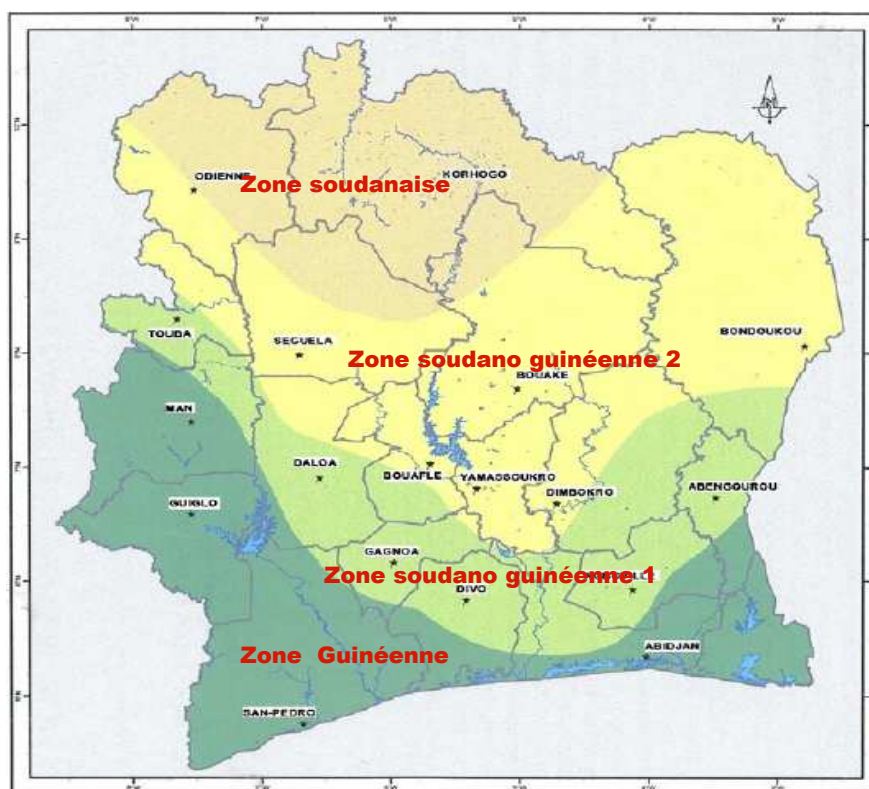 ODIENNE
KORHOGO
Zone soudanaise
TOUBA
SEGUELA
BONDOUKOU
Zone soudano guinéenne 2
BOUAKE
MAN
DALOA
BOUAFLE
YAMASSOUKRO
DIMBOKRO
ABENGOUROU
GUIGLO
GAGNOA
Zone soudano guinéenne 1
DIVO
Zone Guinéenne
ABIDJAN
SAN-PEDRO